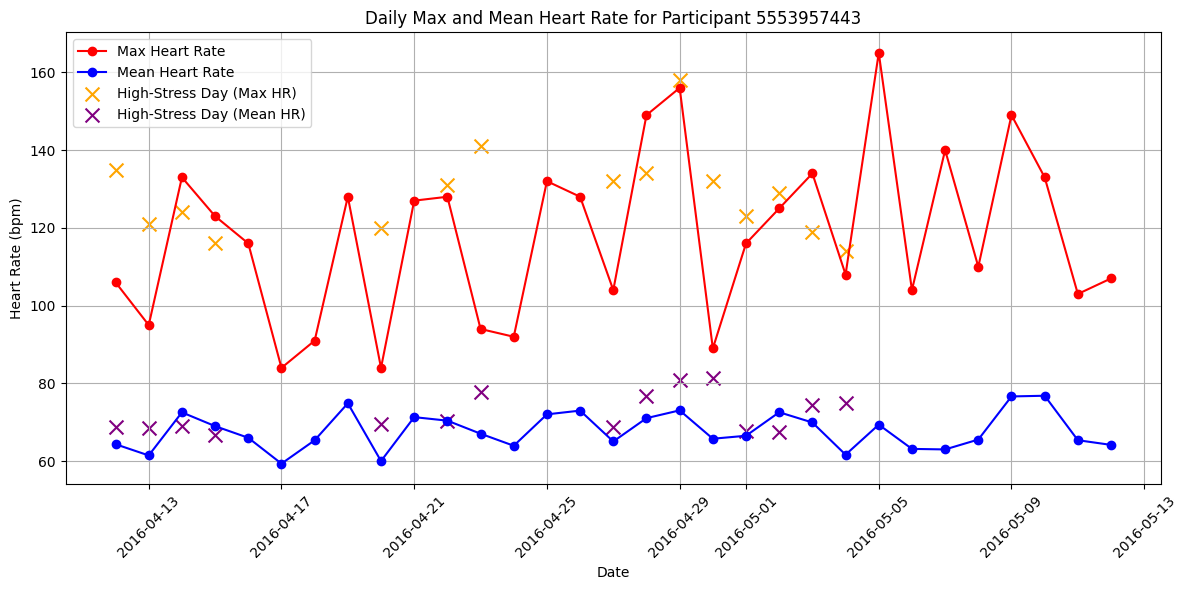 Daily Max and Mean Heart Rate for Participant 5553957443
Max Heart Rate
Mean Heart Rate
High-Stress Day (Max HR)
High-Stress Day (Mean HR)
Heart Rate (bpm)
160
140
120
100
80
60
2016-04-13
2016-04-17
2016-04-21
2016-04-25
2016-04-29
2016-05-01
2016-05-05
2016-05-09
2016-05-13
Date